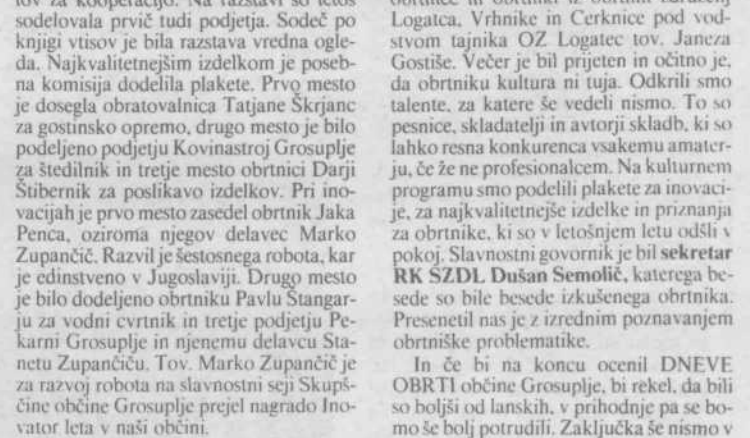 tov za kooperacijo. Na razstavi so letos
sodelovala prvič tudi podjetja. Sodeč po
knjigi vtisov je bila razstava vredna ogle-
da. Najkvalitetnejšim izdelkom je poseb-
na komisija dodelila plakete. Prvo mesto
je dosegla obratovalnica Tatjane Škrjanc
za gostinsko opremo, drugo mesto je bilo
podeljeno podjetju Kovinastroj Grosuplje
za štedilnik in tretje mesto obrtnici Darji
Štibernik za poslikavo izdelkov. Pri ino-
vacijah je prvo mesto zasedel obrtnik Jaka
Penca, oziroma njegov delavec Marko
Zupančič. Razvil je šestosnega robota, kar
je edinstveno v Jugoslaviji. Drugo mesto
je bilo dodeljeno obrtniku Pavlu Štangar-
ju za vodni cvrtnik in tretje podjetju Pe-
karni Grosuplje in njenemu delavcu Sta-
netu Zupančiču. Tov. Marko Zupančič je
za razvoj robota na slavnostni seji Skupš-
čine občine Grosuplje prejel nagrado Ino-
vator leta v naši občini.
Logatca, Vrhnike in Cerknice pod vod-
stvom tajnika OZ Logatec tov. Janeza
Gostiše. Večer je bil prijeten in očitno je,
da obrtniku kultura ni tuja. Odkrili smo
talente, za katere še vedeli nismo. To so
pesnice, skladatelji in avtorji skladb, ki so
lahko resna konkurenca vsakemu amater-
ju, če že ne profesionalcem. Na kulturnem
programu smo podelili plakete za inovaci-
je, za najkvalitetnejše izdelke in priznanja
za obrtnike, ki so v letošnjem letu odšli v
pokoj. Slavnostni govornik je bil sekretar
RK SZDL Dušan Semolič, katerega be-
sede so bile besede izkušenega obrtnika.
Presenetil nas je z izrednim poznavanjem
obrtniške problematike.
In če bi na koncu ocenil DNEVE
OBRTI občine Grosuplje, bi rekel, da bili
so boljši od lanskih, v prihodnje pa se bo-
mo še bolj potrudili. Zaključka še nismo v